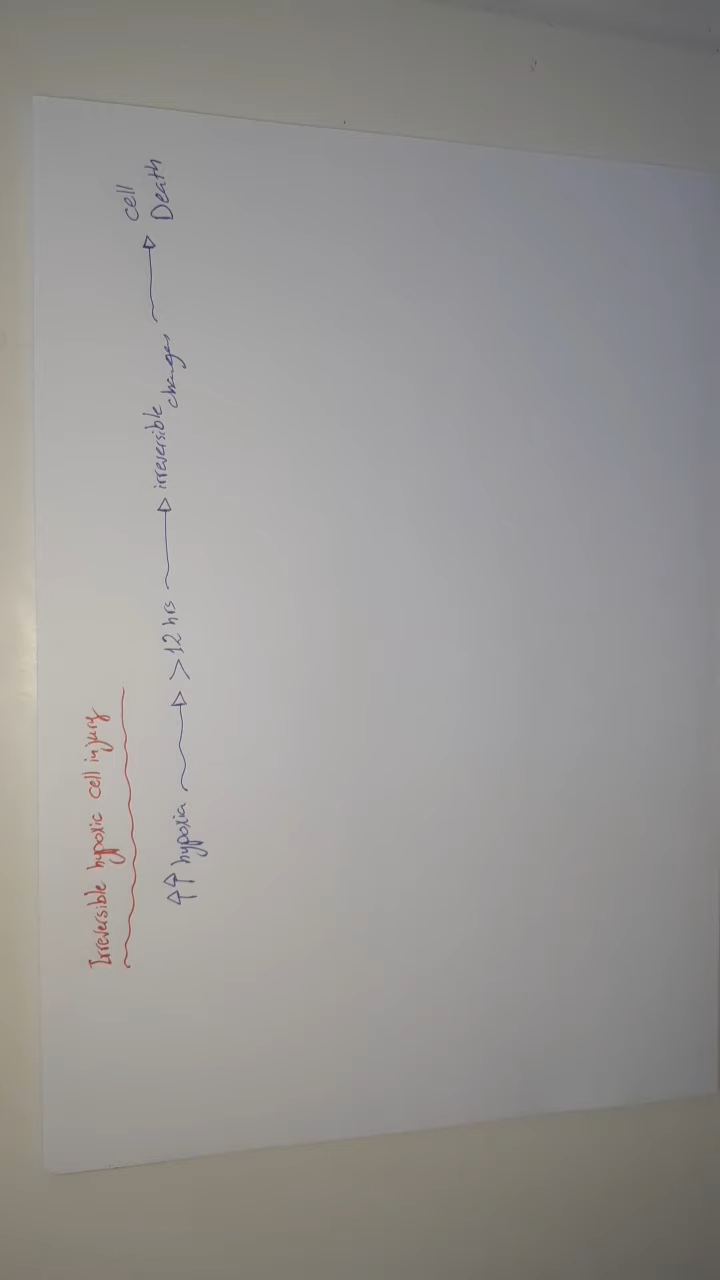 Irreversible hypoxic cell injury
↑↑ hypoxia → >12 hrs → irreversible changes → cell Death